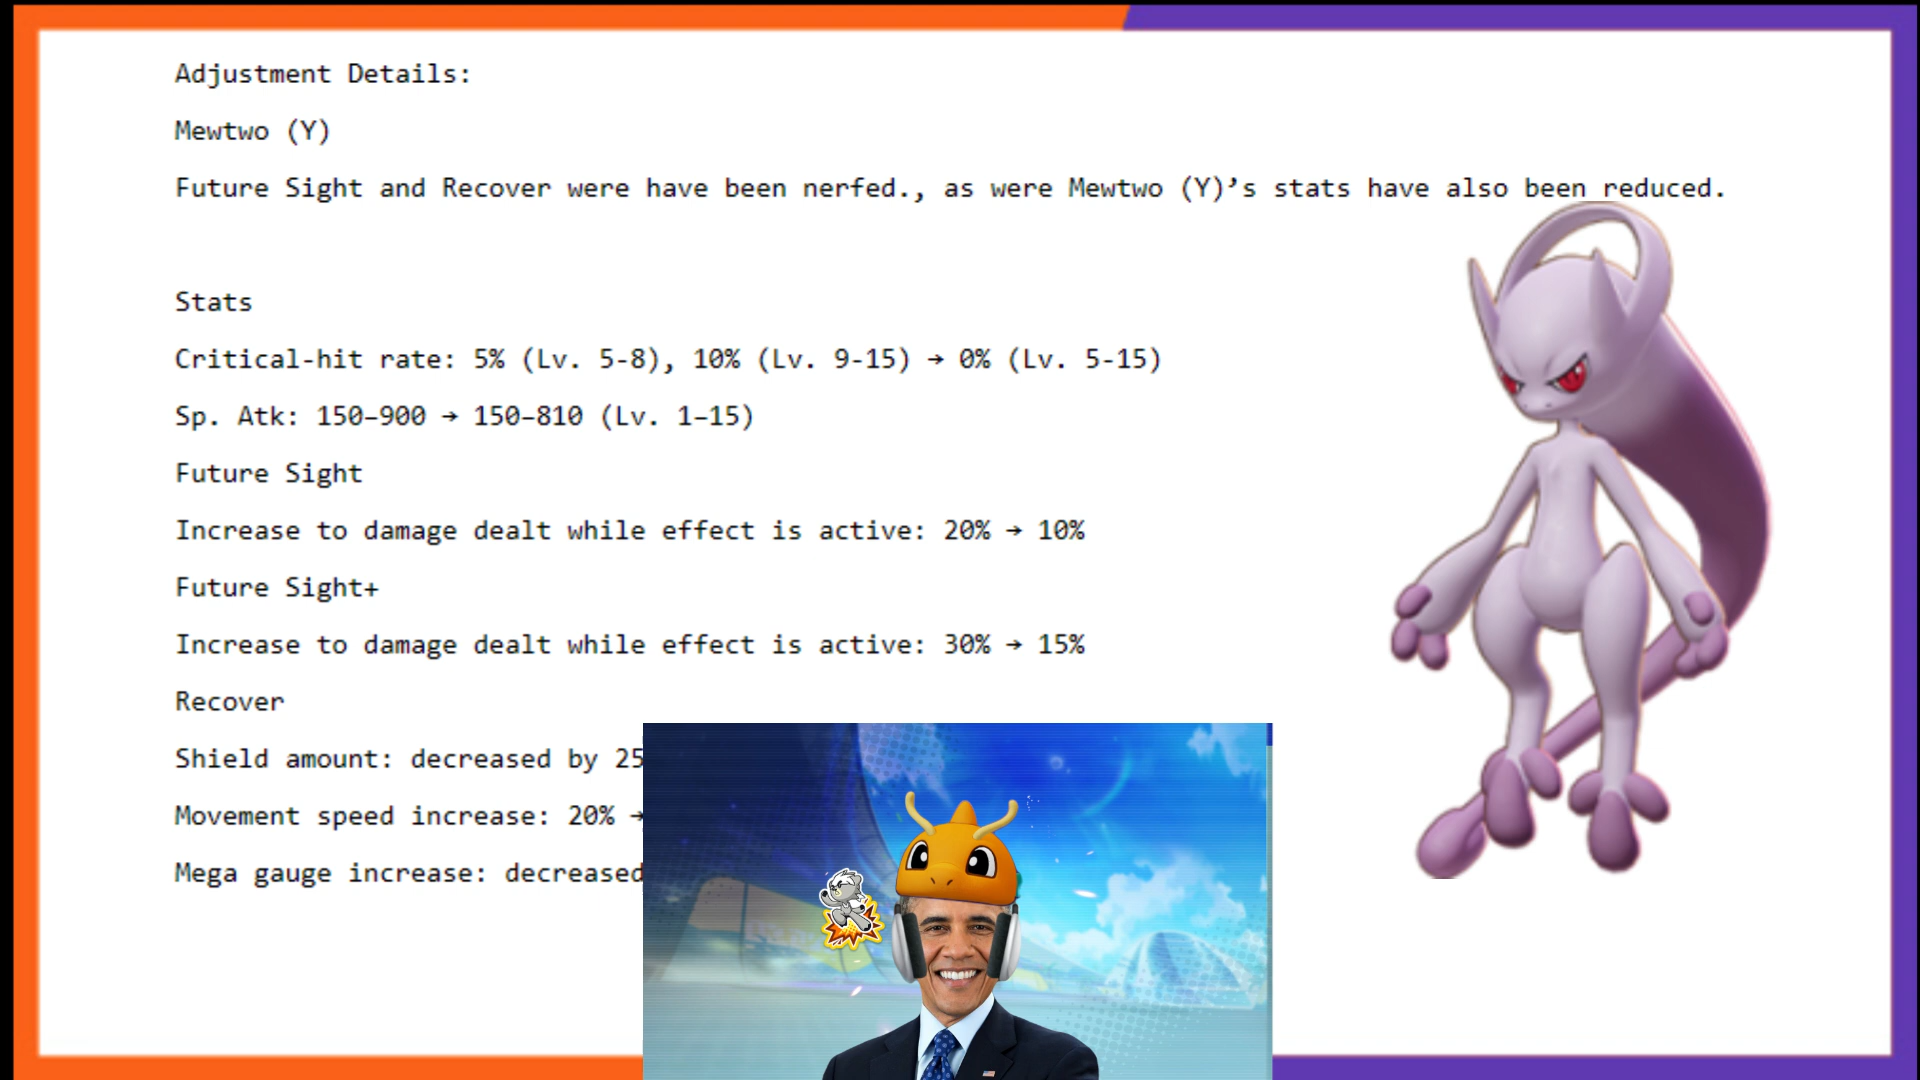 Adjustment Details:
Mewtwo (Y)
Future Sight and Recover were have been nerfed., as were Mewtwo (Y)’s stats have also been reduced.
Stats
Critical-hit rate: 5% (Lv. 5-8), 10% (Lv. 9-15) → 0% (Lv. 5-15)
Sp. Atk: 150–900 → 150–810 (Lv. 1–15)
Future Sight
Increase to damage dealt while effect is active: 20% → 10%
Future Sight+
Increase to damage dealt while effect is active: 30% → 15%
Recover
Shield amount: decreased by 25
Movement speed increase: 20% →
Mega gauge increase: decreased